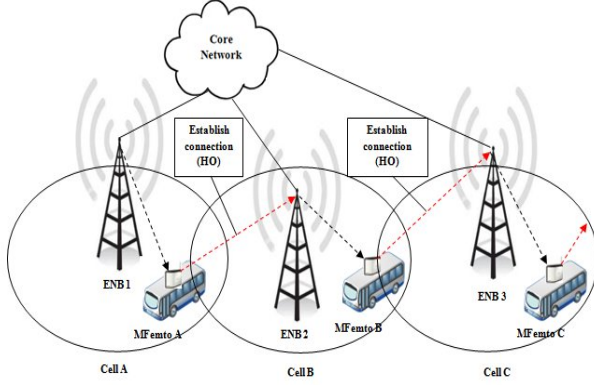 Core
Network
Establish
connection
(HO)
Establish
connection
(HO)
ENB 1
MFemto A
ENB 2
MFemto B
ENB 3
MFemto C
Cell A
Cell B
Cell C